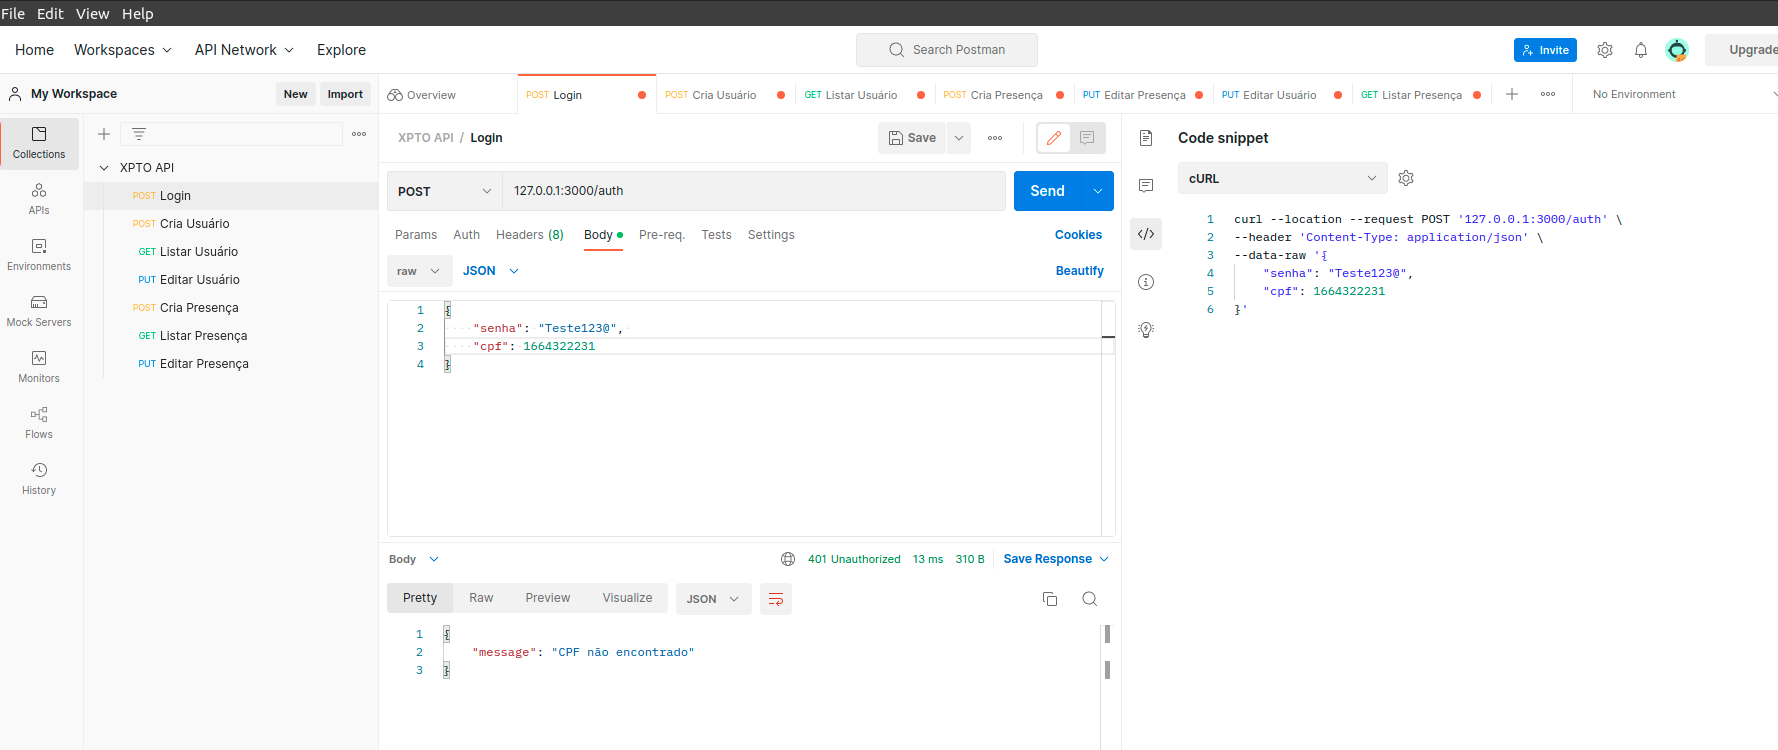 File Edit View Help
Home Workspaces API Network Explore Search Postman Invite Upgrade
My Workspace New Import Overview POST Login POST Cria Usuário GET Listar Usuário POST Cria Presença PUT Editar Presença PUT Editar Usuário GET Listar Presença No Environment
Collections
APIs
Environments
Mock Servers
Monitors
Flows
History
XPTO API
POST Login
POST Cria Usuário
GET Listar Usuário
PUT Editar Usuário
POST Cria Presença
GET Listar Presença
PUT Editar Presença
XPTO API / Login Save
POST 127.0.0.1:3000/auth Send
Params Auth Headers (8) Body Pre-req. Tests Settings Cookies
raw JSON Beautify
1 {
2 "senha": "Teste123@",
3 "cpf": 1664322231
4 }
Body 401 Unauthorized 13 ms 310 B Save Response
Pretty Raw Preview Visualize JSON
1 {
2 "message": "CPF não encontrado"
3 }
Code snippet
cURL
1 curl --location --request POST '127.0.0.1:3000/auth' \
2 --header 'Content-Type: application/json' \
3 --data-raw '{
4 "senha": "Teste123@",
5 "cpf": 1664322231
6 }'